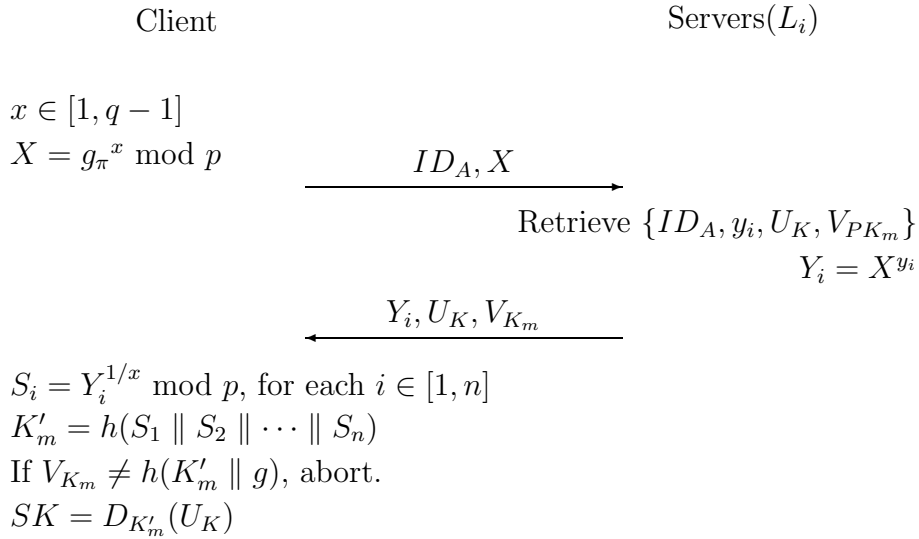 Client
Servers(Lᵢ)
x ∈ [1, q − 1]
X = g_π^x mod p
ID_A, X
Retrieve {ID_A, y_i, U_K, V_{PK_m}}
Y_i = X^{y_i}
Y_i, U_K, V_{K_m}
S_i = Y_i^{1/x} mod p, for each i ∈ [1, n]
K′_m = h(S_1 ∥ S_2 ∥ ⋯ ∥ S_n)
If V_{K_m} ≠ h(K′_m ∥ g), abort.
SK = D_{K′_m}(U_K)